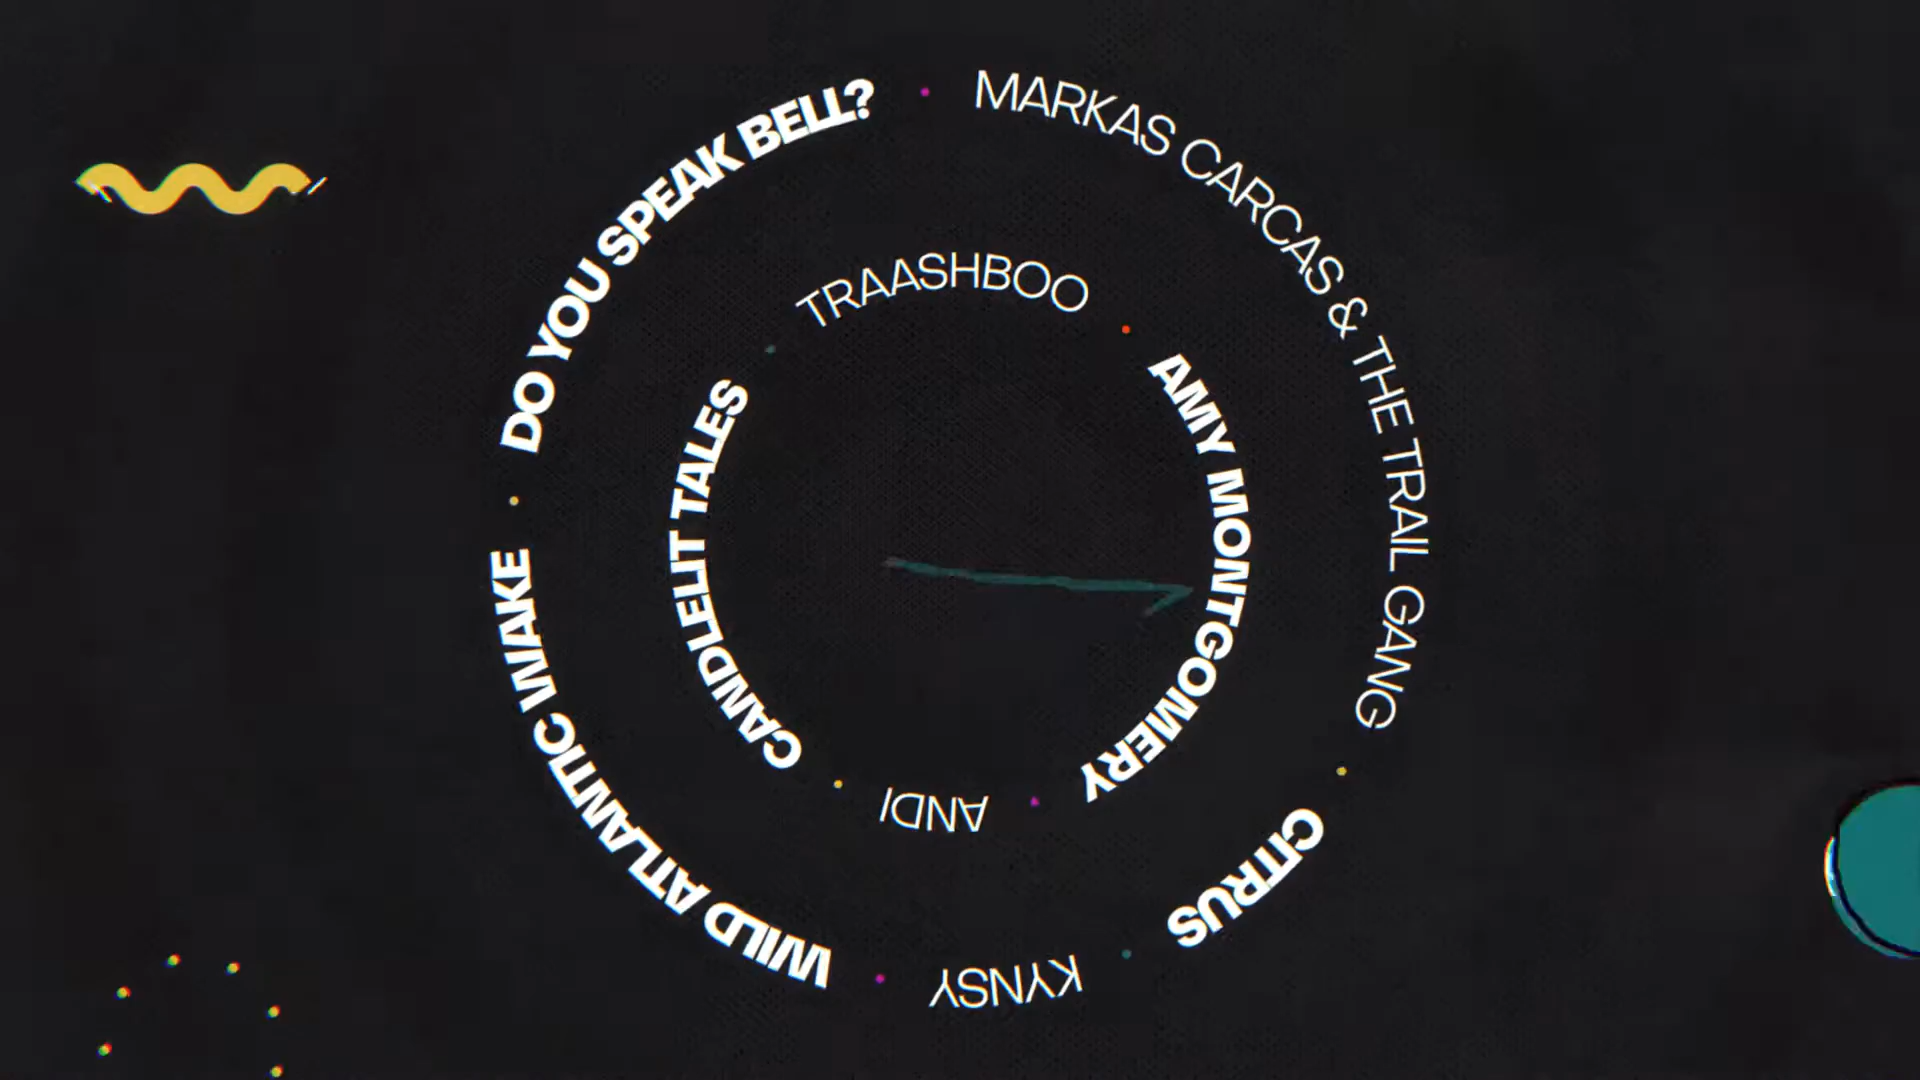 MARKAS CARCAS & THE TRAIL GANG
CITRUS
KYNSY
WILD ATLANTIC WAKE
DO YOU SPEAK BELL?
TRAASHBOO
AMY MONTGOMERY
ANDI
CANDLELIT TALES